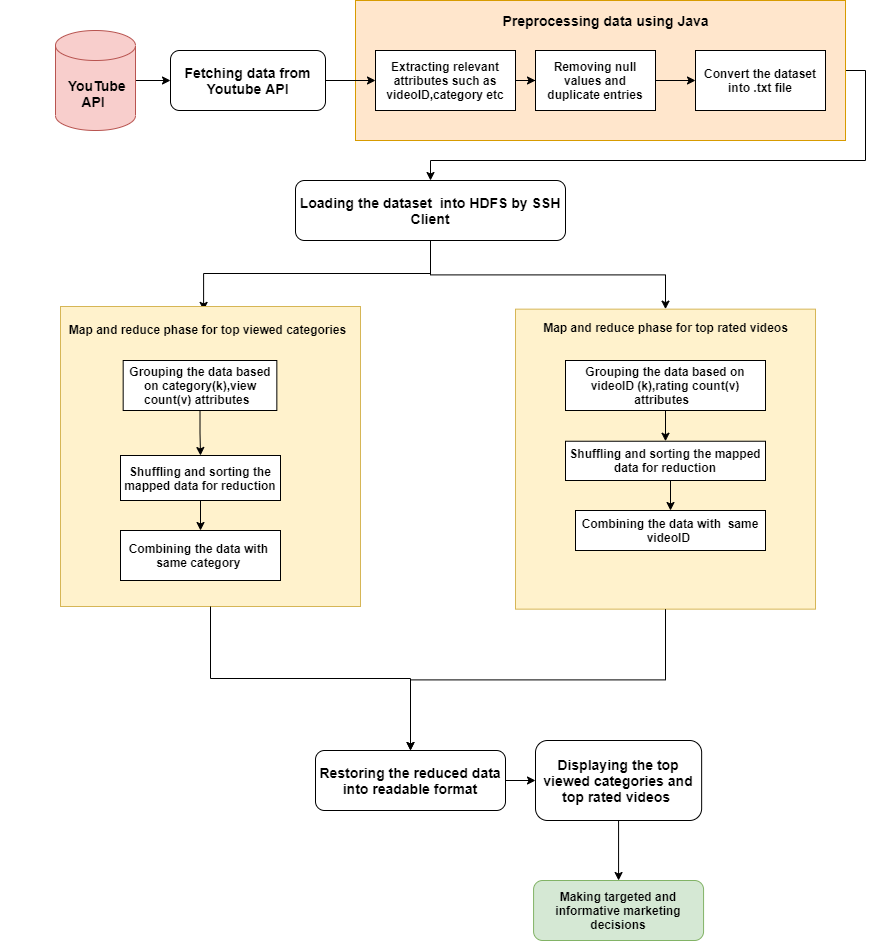 Preprocessing data using Java
YouTube
API
Fetching data from
Youtube API
Extracting relevant
attributes such as
videoID,category etc
Removing null
values and
duplicate entries
Convert the dataset
into .txt file
Loading the dataset  into HDFS by SSH
Client
Map and reduce phase for top viewed categories
Grouping the data based
on category(k),view
count(v) attributes
Shuffling and sorting the
mapped data for reduction
Combining the data with
same category
Map and reduce phase for top rated videos
Grouping the data based on
videoID (k),rating count(v)
attributes
Shuffling and sorting the mapped
data for reduction
Combining the data with  same
videoID
Restoring the reduced data
into readable format
Displaying the top
viewed categories and
top rated videos
Making targeted and
informative marketing
decisions